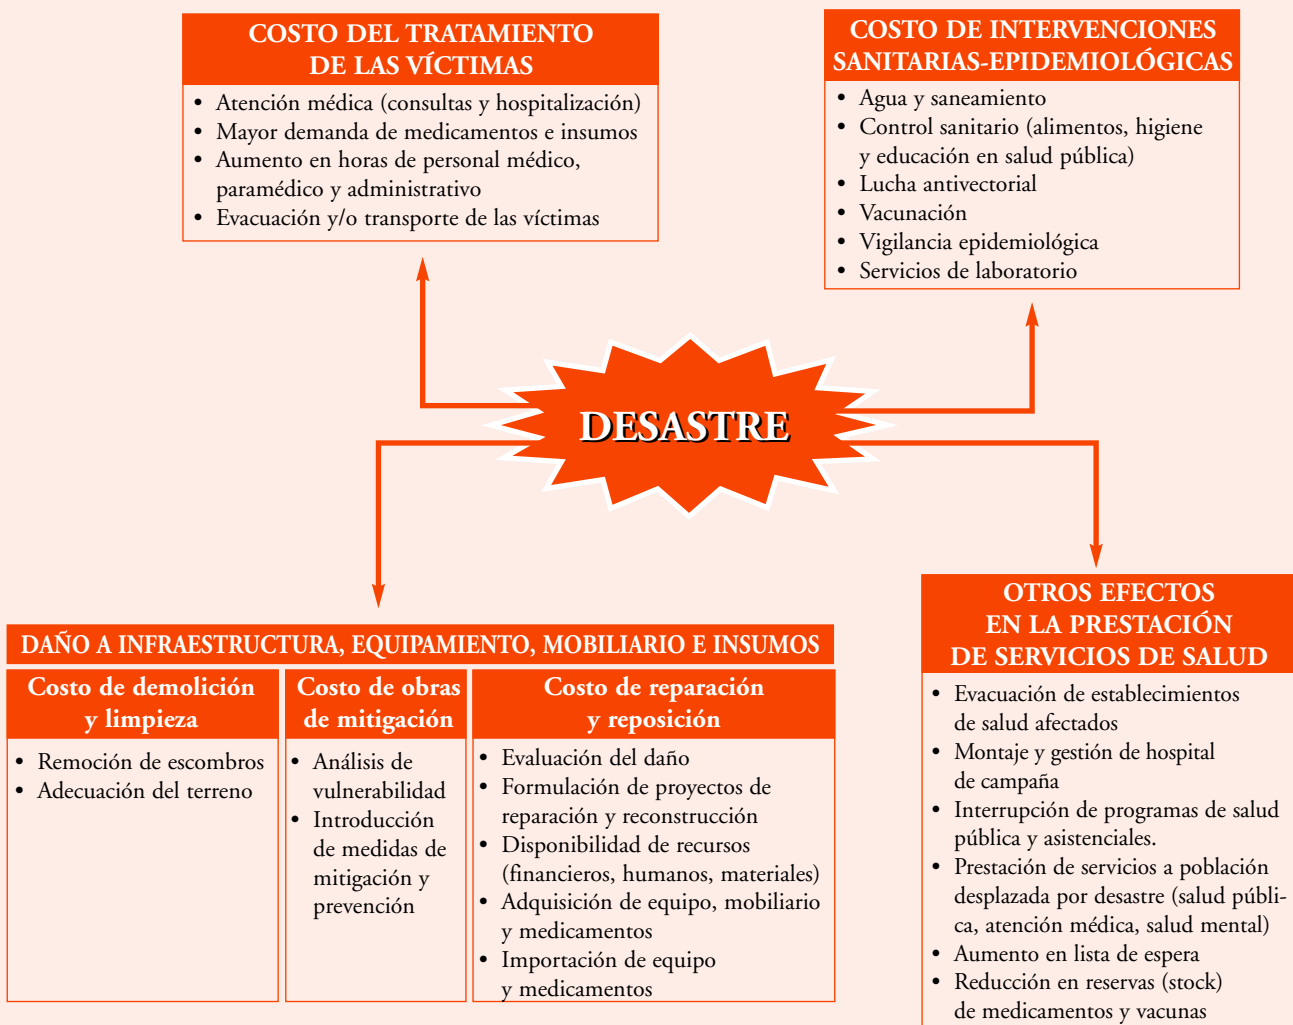 COSTO DEL TRATAMIENTO
DE LAS VÍCTIMAS
• Atención médica (consultas y hospitalización)
• Mayor demanda de medicamentos e insumos
• Aumento en horas de personal médico,
paramédico y administrativo
• Evacuación y/o transporte de las víctimas
COSTO DE INTERVENCIONES
SANITARIAS-EPIDEMIOLÓGICAS
• Agua y saneamiento
• Control sanitario (alimentos, higiene
y educación en salud pública)
• Lucha antivectorial
• Vacunación
• Vigilancia epidemiológica
• Servicios de laboratorio
DESASTRE
DAÑO A INFRAESTRUCTURA, EQUIPAMIENTO, MOBILIARIO E INSUMOS
Costo de demolición
y limpieza
• Remoción de escombros
• Adecuación del terreno
Costo de obras
de mitigación
• Análisis de
vulnerabilidad
• Introducción
de medidas de
mitigación y
prevención
Costo de reparación
y reposición
• Evaluación del daño
• Formulación de proyectos de
reparación y reconstrucción
• Disponibilidad de recursos
(financieros, humanos, materiales)
• Adquisición de equipo, mobiliario
y medicamentos
• Importación de equipo
y medicamentos
OTROS EFECTOS
EN LA PRESTACIÓN
DE SERVICIOS DE SALUD
• Evacuación de establecimientos
de salud afectados
• Montaje y gestión de hospital
de campaña
• Interrupción de programas de salud
pública y asistenciales.
• Prestación de servicios a población
desplazada por desastre (salud públi-
ca, atención médica, salud mental)
• Aumento en lista de espera
• Reducción en reservas (stock)
de medicamentos y vacunas